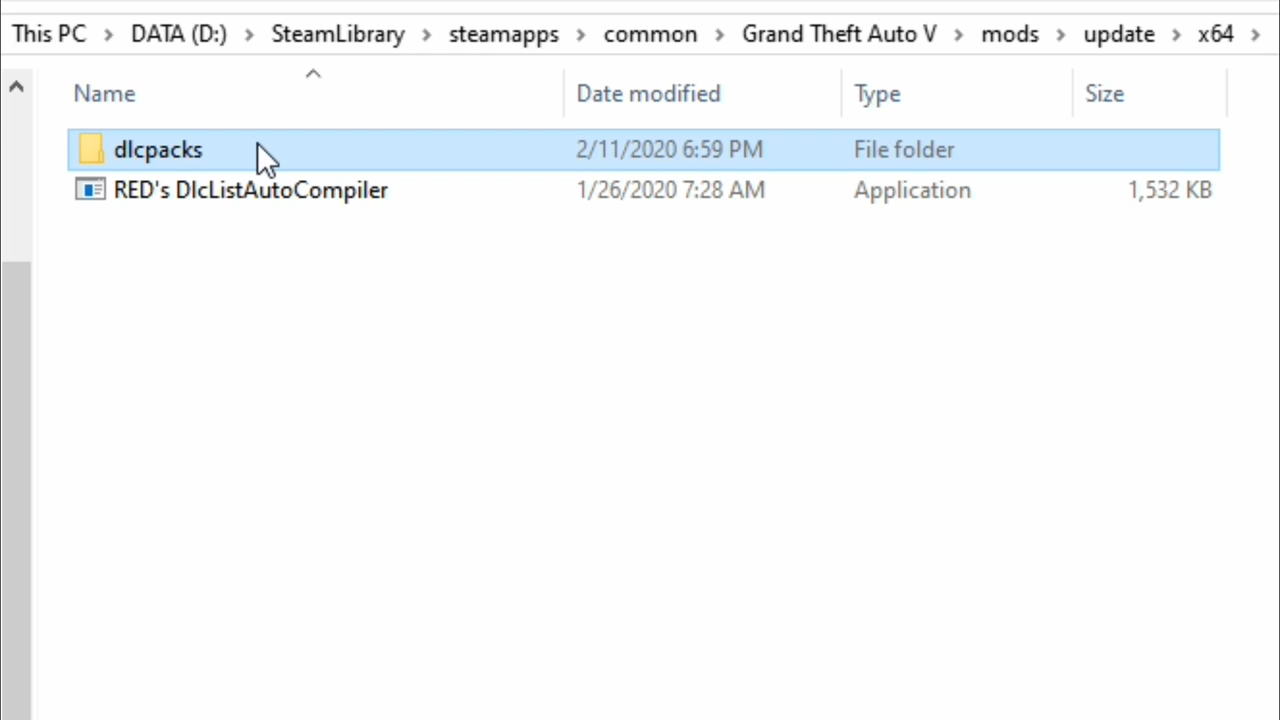 This PC > DATA (D:) > SteamLibrary > steamapps > common > Grand Theft Auto V > mods > update > x64 >
Name Date modified Type Size
dlcpacks 2/11/2020 6:59 PM File folder
RED's DlcListAutoCompiler 1/26/2020 7:28 AM Application 1,532 KB